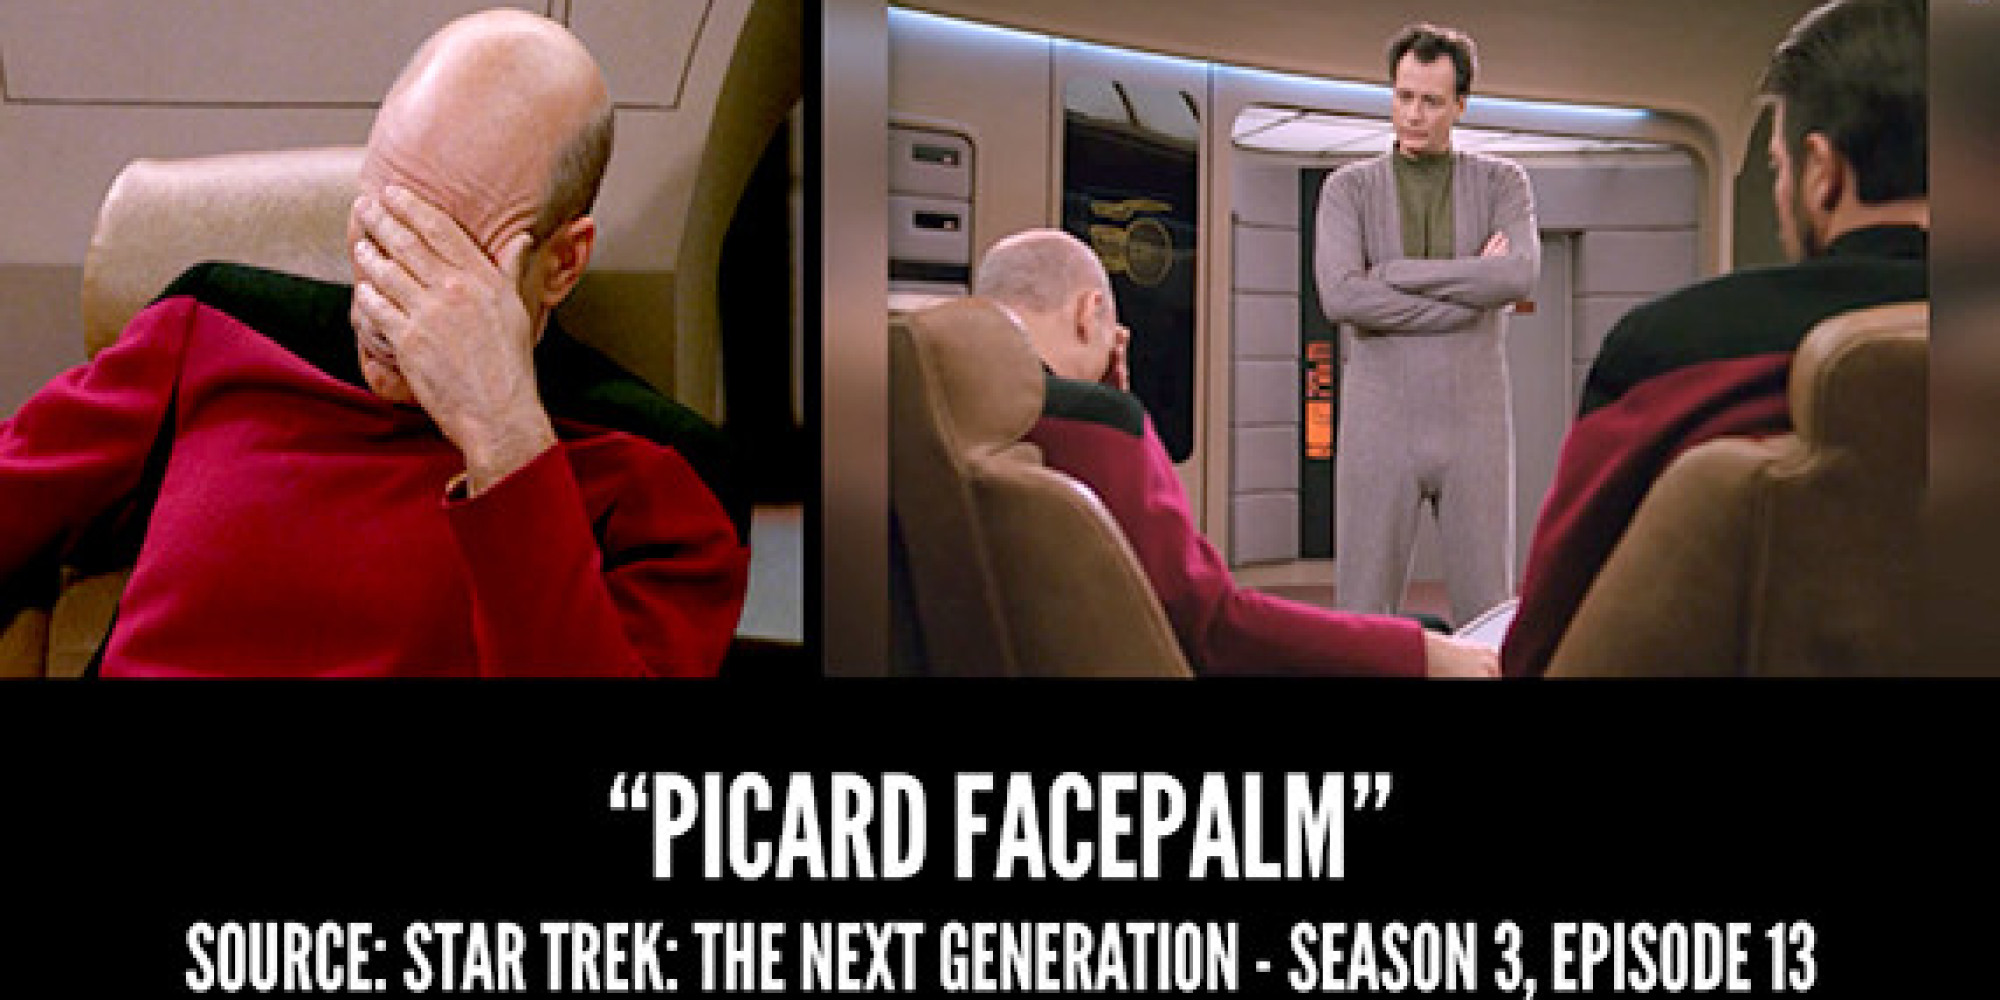 “PICARD FACEPALM”
SOURCE: STAR TREK: THE NEXT GENERATION - SEASON 3, EPISODE 13